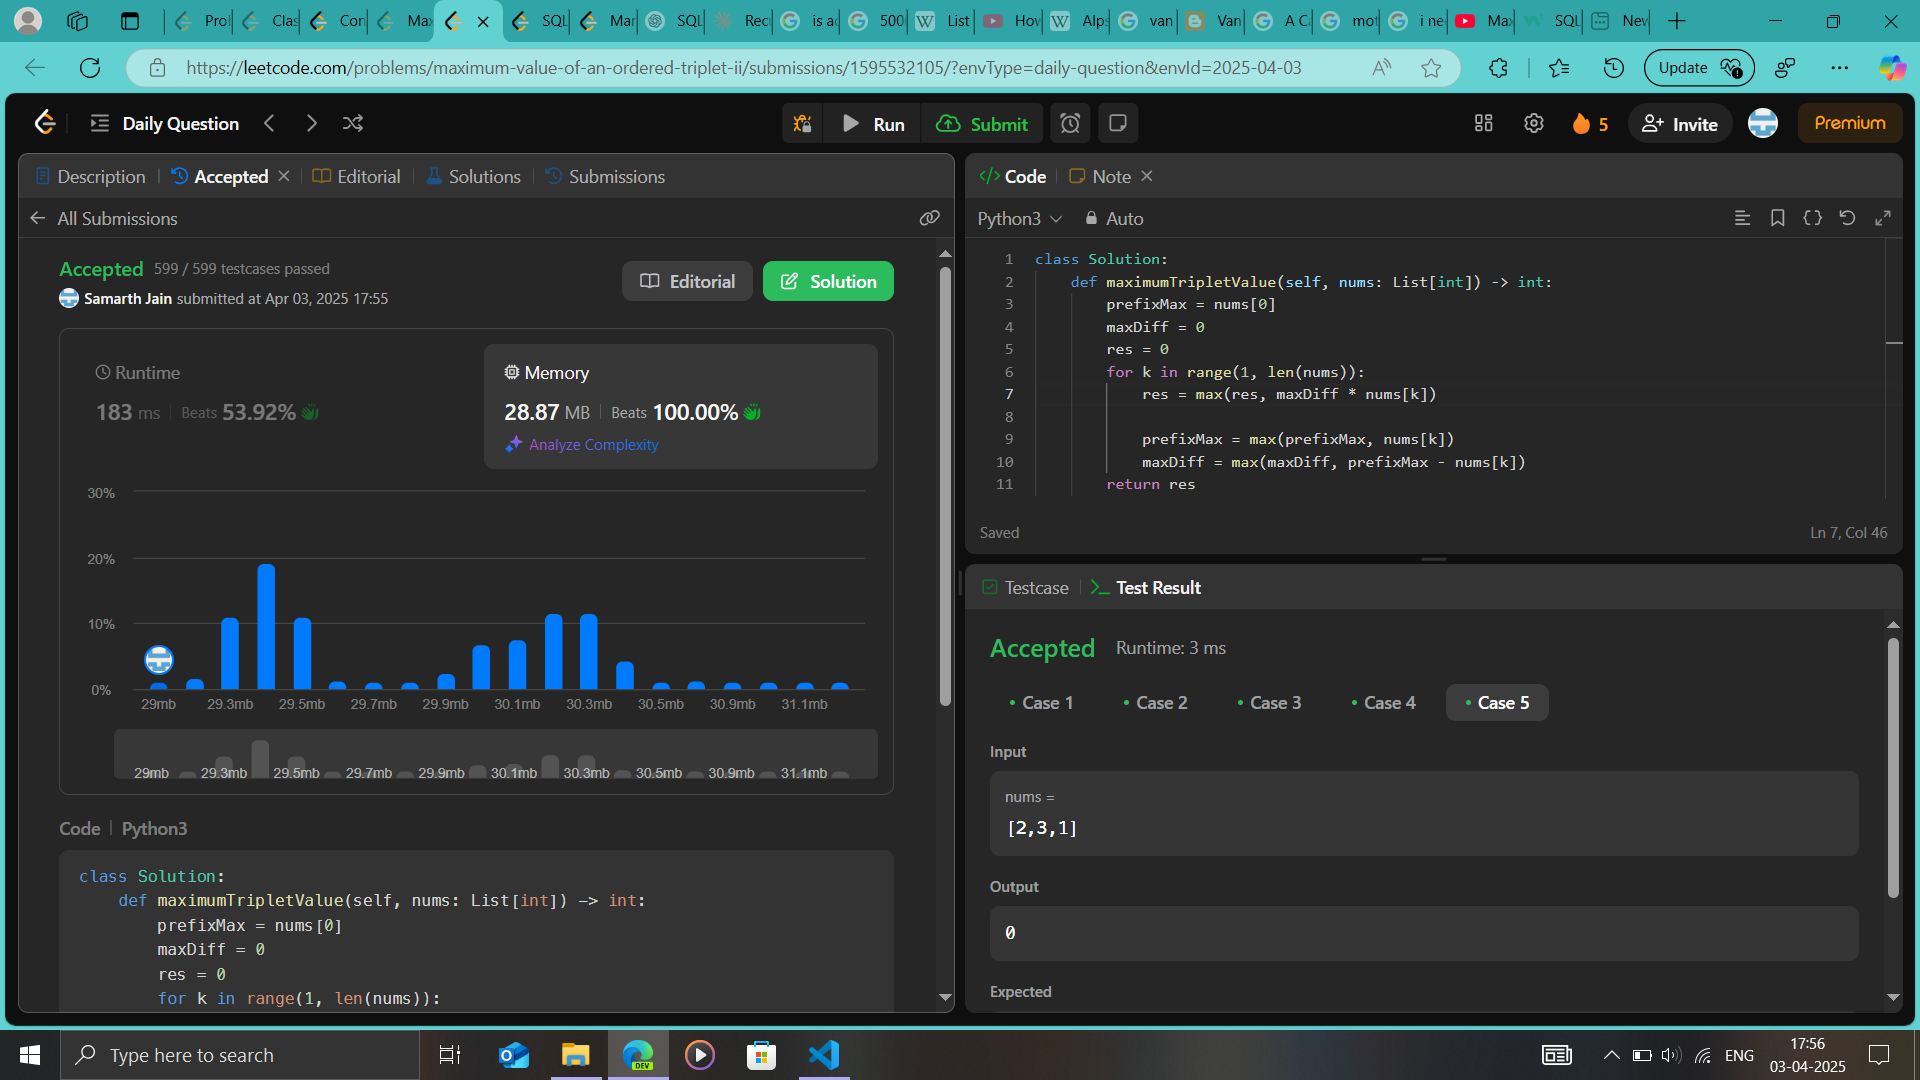 Prol
Clas
Con
Max
SQL
Mar
SQL
Recu
is ac
500
List
How
Alps
van
Van
A Ca
mot
i ne
Max
SQL
New
https://leetcode.com/problems/maximum-value-of-an-ordered-triplet-ii/submissions/1595532105/?envType=daily-question&envId=2025-04-03
Update
Daily Question
Run
Submit
5
Invite
Premium
Description
Accepted
Editorial
Solutions
Submissions
All Submissions
Accepted 599 / 599 testcases passed
Samarth Jain submitted at Apr 03, 2025 17:55
Editorial
Solution
Runtime
183 ms | Beats 53.92%
Memory
28.87 MB | Beats 100.00%
Analyze Complexity
30%
20%
10%
0%
29mb 29.3mb 29.5mb 29.7mb 29.9mb 30.1mb 30.3mb 30.5mb 30.9mb 31.1mb
29mb 29.3mb 29.5mb 29.7mb 29.9mb 30.1mb 30.3mb 30.5mb 30.9mb 31.1mb
Code | Python3
class Solution:
def maximumTripletValue(self, nums: List[int]) -> int:
prefixMax = nums[0]
maxDiff = 0
res = 0
for k in range(1, len(nums)):
Code
Note
Python3
Auto
1 class Solution:
2 def maximumTripletValue(self, nums: List[int]) -> int:
3 prefixMax = nums[0]
4 maxDiff = 0
5 res = 0
6 for k in range(1, len(nums)):
7 res = max(res, maxDiff * nums[k])
8
9 prefixMax = max(prefixMax, nums[k])
10 maxDiff = max(maxDiff, prefixMax - nums[k])
11 return res
Saved
Ln 7, Col 46
Testcase
Test Result
Accepted Runtime: 3 ms
Case 1
Case 2
Case 3
Case 4
Case 5
Input
nums =
[2,3,1]
Output
0
Expected
Type here to search
DEV
ENG
17:56
03-04-2025